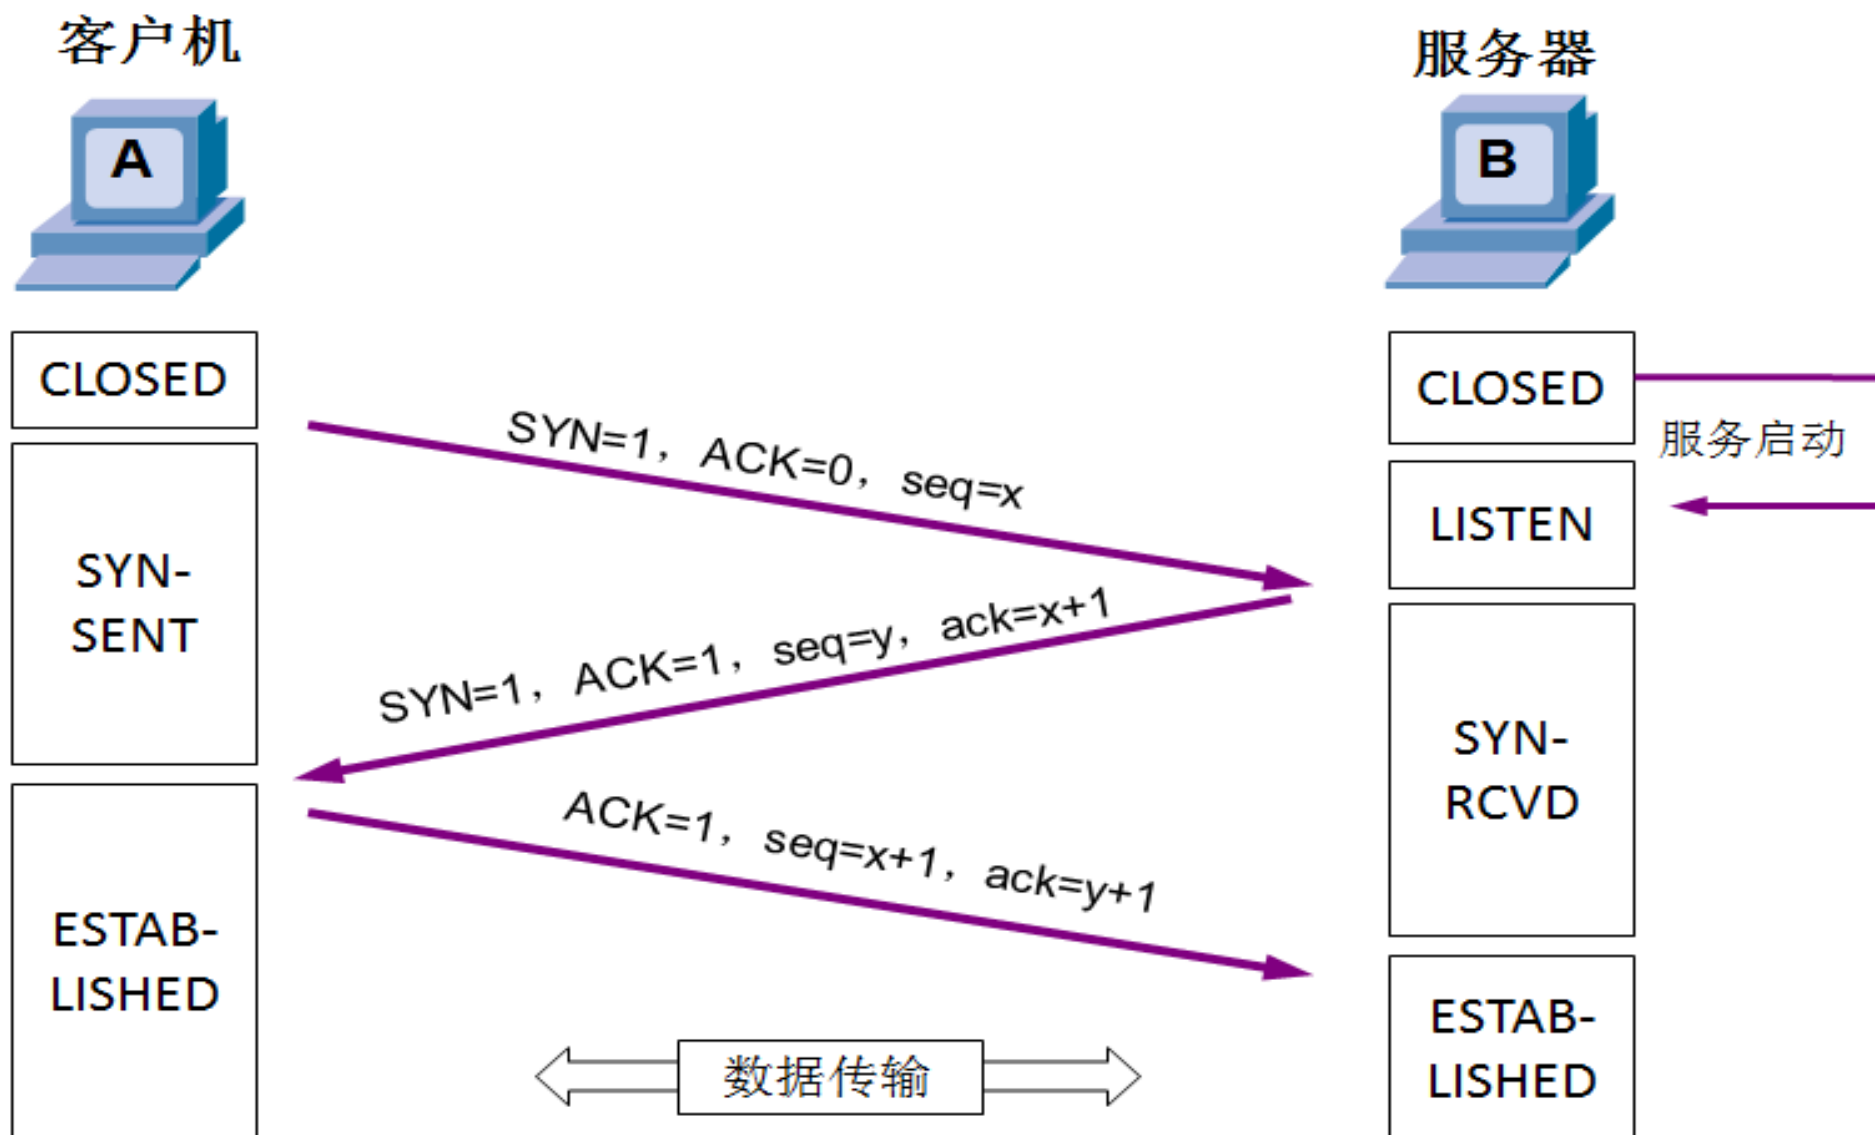 客户机
服务器
A
B
CLOSED
CLOSED
服务启动
SYN=1，ACK=0，seq=x
LISTEN
SYN-
SENT
SYN=1，ACK=1，seq=y，ack=x+1
SYN-
RCVD
ACK=1，seq=x+1，ack=y+1
ESTAB-
LISHED
ESTAB-
LISHED
数据传输